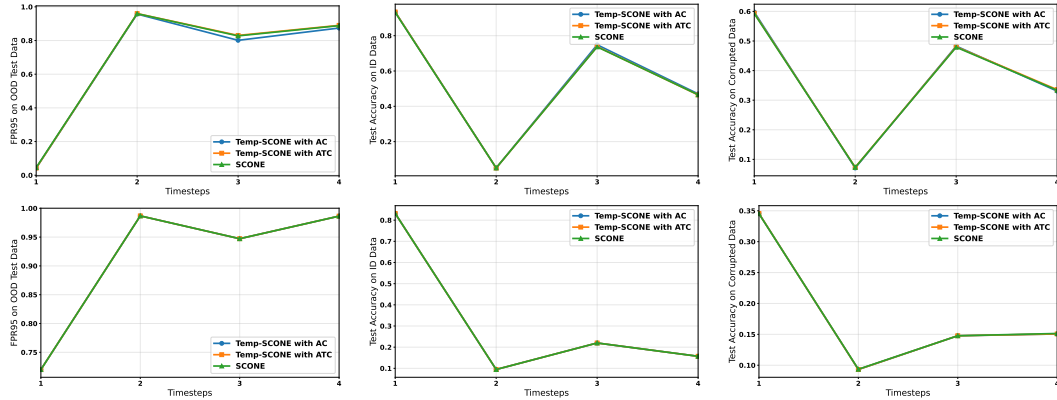 FPR95 on OOD Test Data
1.0
0.8
0.6
0.4
0.2
0.0
Temp-SCONE with AC
Temp-SCONE with ATC
SCONE
1 2 3 4
Timesteps
Test Accuracy on ID Data
0.8
0.6
0.4
0.2
Temp-SCONE with AC
Temp-SCONE with ATC
SCONE
1 2 3 4
Timesteps
Test Accuracy on Corrupted Data
0.6
0.5
0.4
0.3
0.2
0.1
Temp-SCONE with AC
Temp-SCONE with ATC
SCONE
1 2 3 4
Timesteps
FPR95 on OOD Test Data
1.00
0.95
0.90
0.85
0.80
0.75
Temp-SCONE with AC
Temp-SCONE with ATC
SCONE
1 2 3 4
Timesteps
Test Accuracy on ID Data
0.8
0.7
0.6
0.5
0.4
0.3
0.2
0.1
Temp-SCONE with AC
Temp-SCONE with ATC
SCONE
1 2 3 4
Timesteps
Test Accuracy on Corrupted Data
0.35
0.30
0.25
0.20
0.15
0.10
Temp-SCONE with AC
Temp-SCONE with ATC
SCONE
1 2 3 4
Timesteps